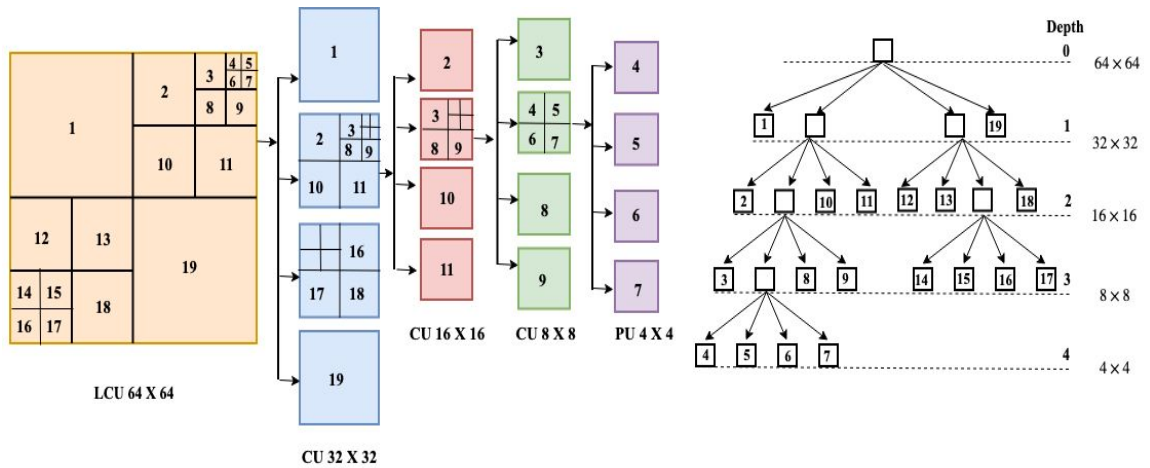 1
2
3
4 5
6 7
8 9
10 11
12 13
14 15
16 17
18
19
LCU 64 X 64
1
2 3
8 9
10 11
16
17 18
19
CU 32 X 32
2
3
8 9
10
11
CU 16 X 16
3
4 5
6 7
8
9
CU 8 X 8
4
5
6
7
PU 4 X 4
Depth
0
64 × 64
1 19 1
32 × 32
2 10 11 12 13 18 2
16 × 16
3 8 9 14 15 16 17 3
8 × 8
4 5 6 7 4
4 × 4